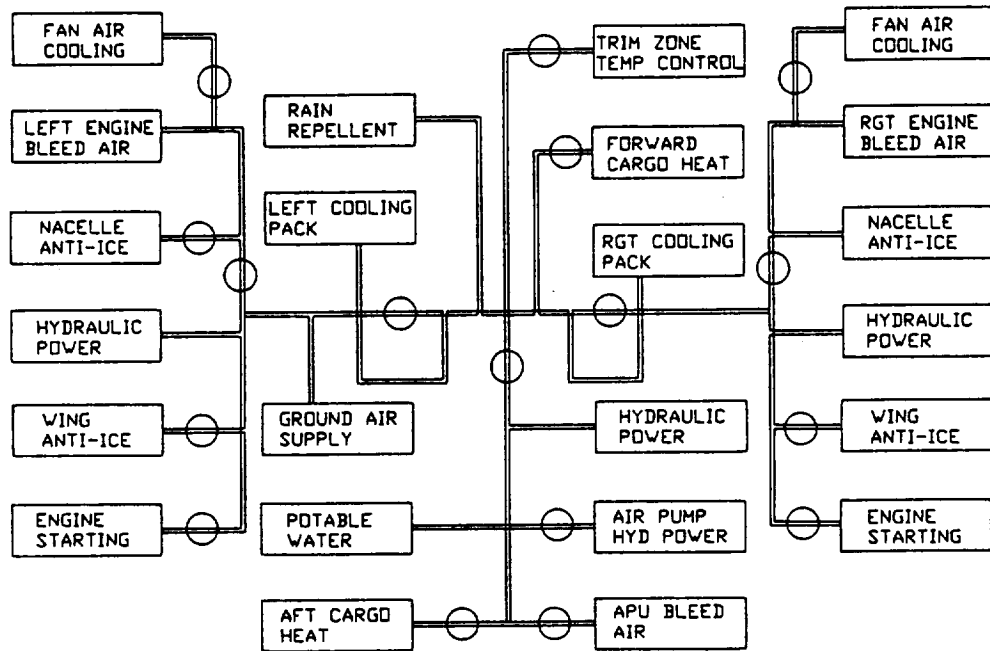 FAN AIR
COOLING
TRIM ZONE
TEMP CONTROL
FAN AIR
COOLING
LEFT ENGINE
BLEED AIR
RAIN
REPELLENT
FORWARD
CARGO HEAT
RGT ENGINE
BLEED AIR
NACELLE
ANTI-ICE
LEFT COOLING
PACK
RGT COOLING
PACK
NACELLE
ANTI-ICE
HYDRAULIC
POWER
HYDRAULIC
POWER
WING
ANTI-ICE
GROUND AIR
SUPPLY
HYDRAULIC
POWER
WING
ANTI-ICE
ENGINE
STARTING
POTABLE
WATER
AIR PUMP
HYD POWER
ENGINE
STARTING
AFT CARGO
HEAT
APU BLEED
AIR